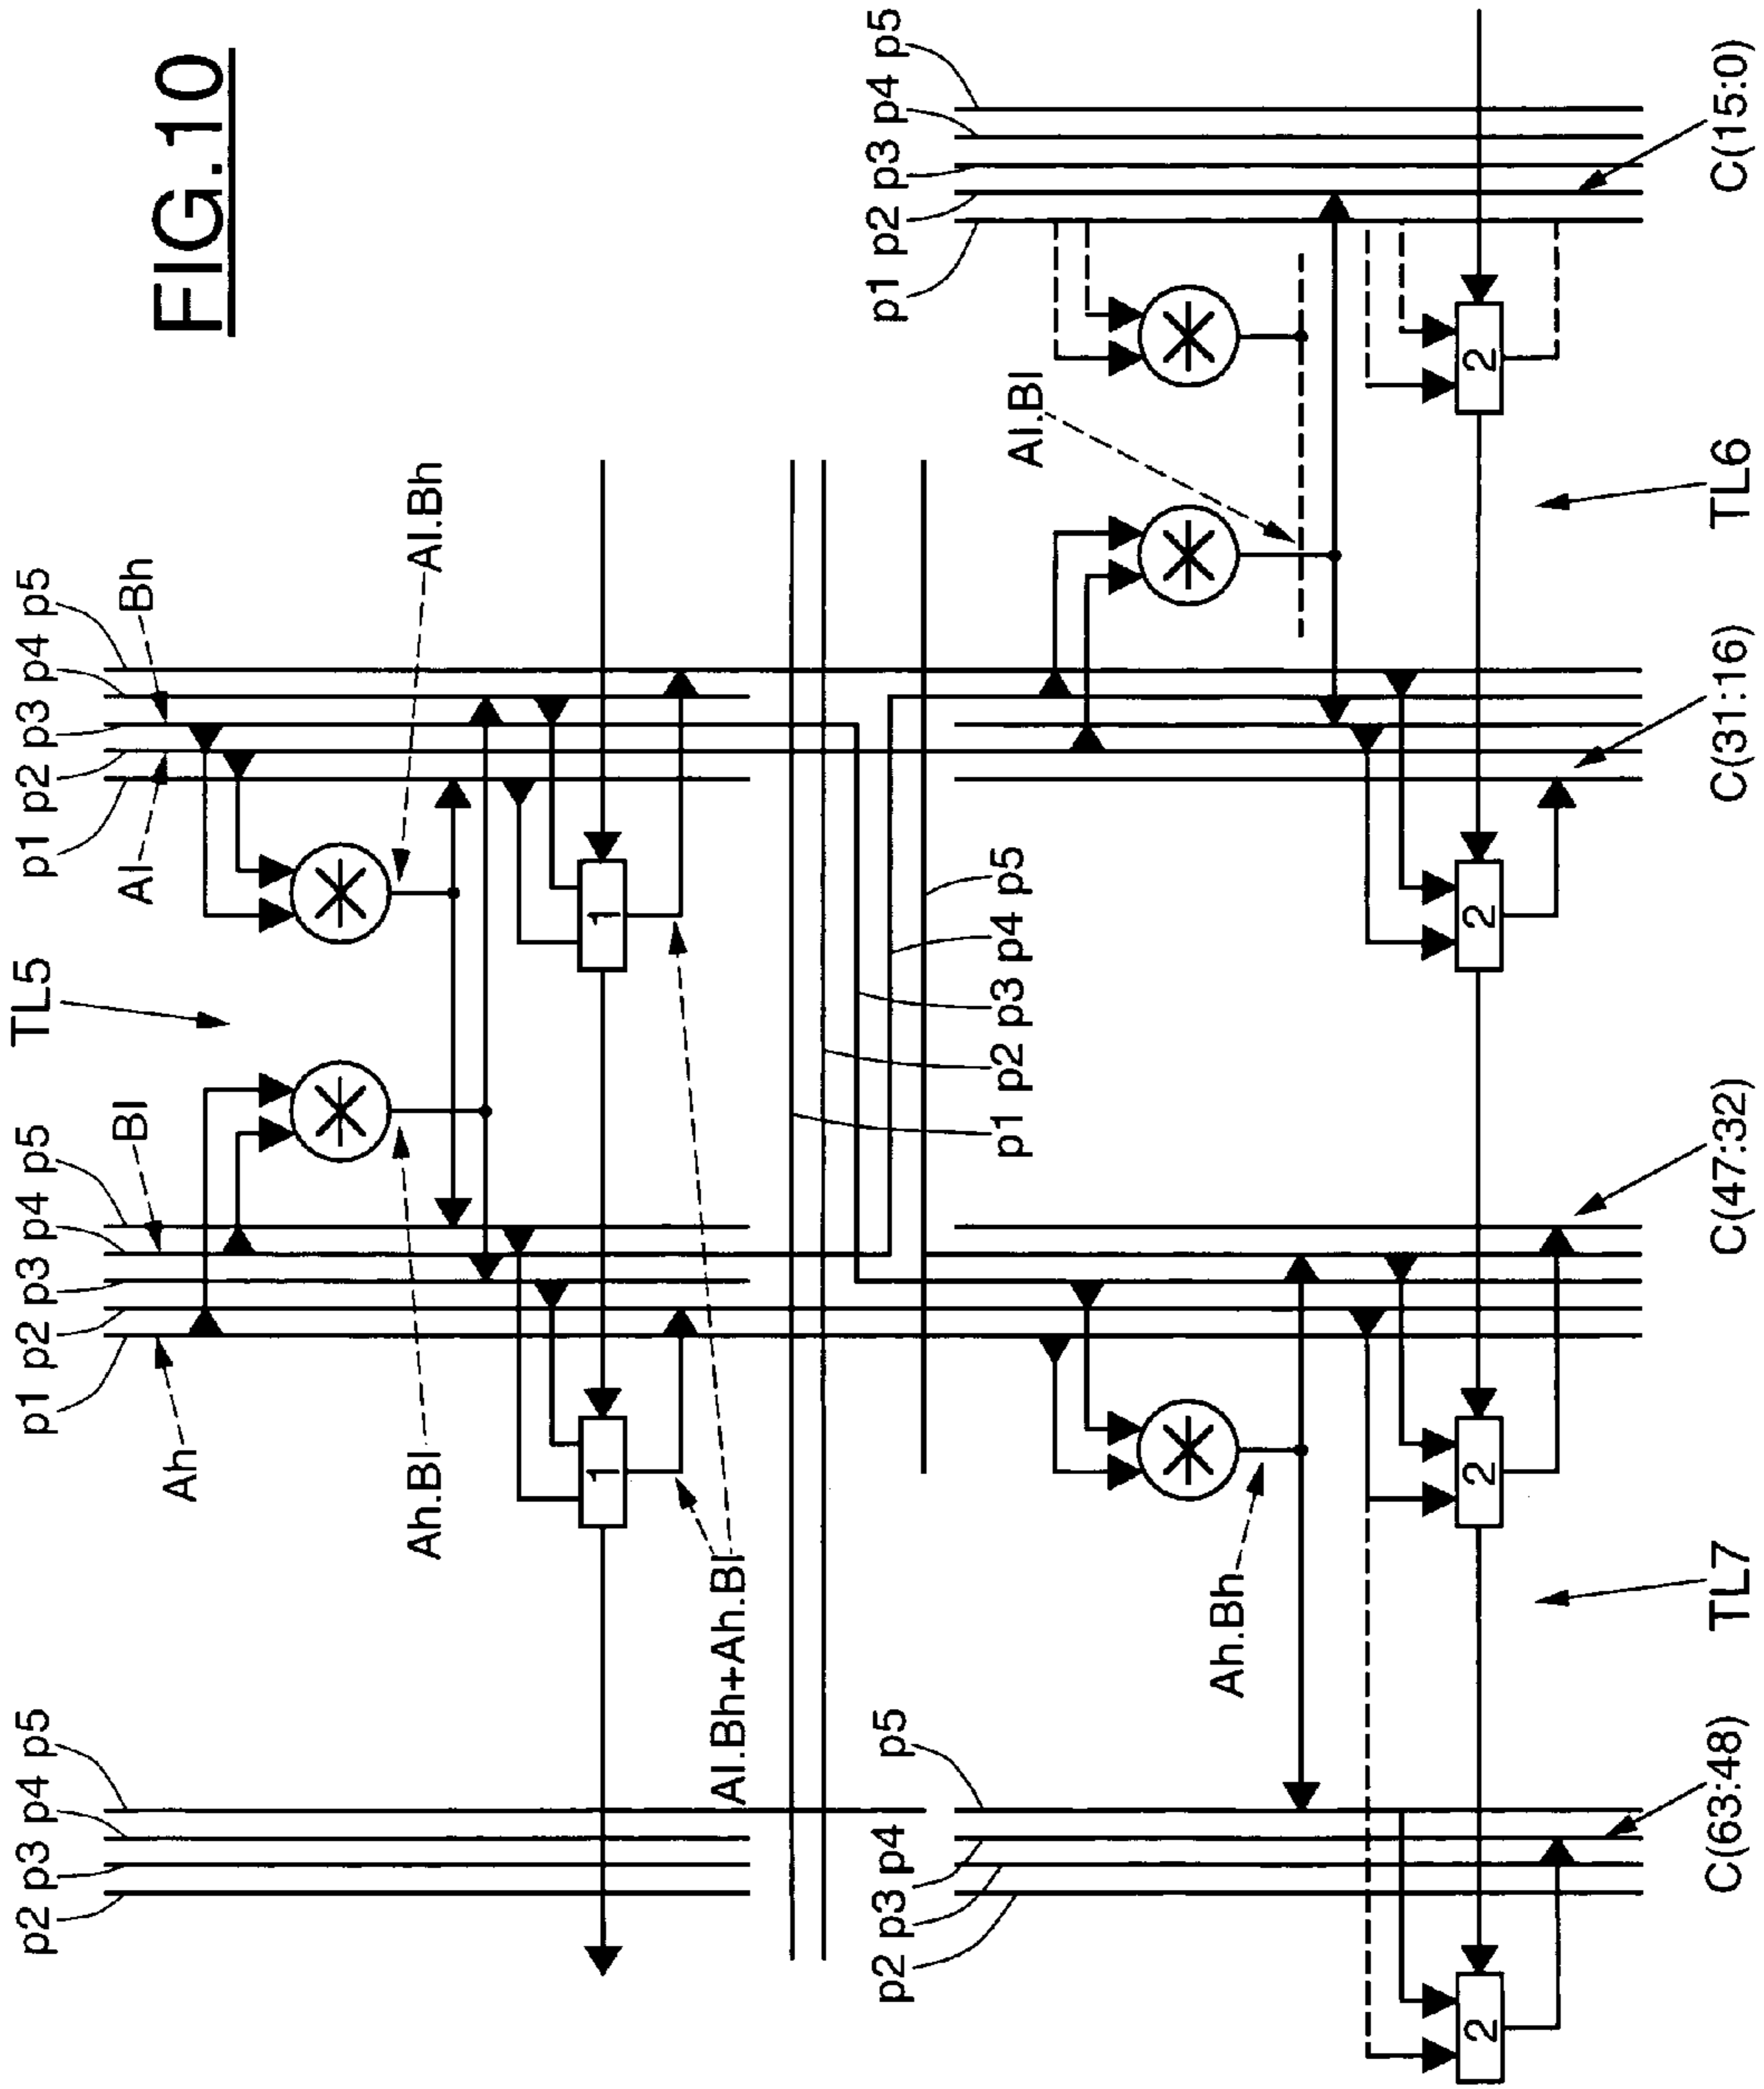 FIG.10
TL5
p2 p3 p4 p5
p1 p2 p3 p4 p5
Bl
p1 p2 p3 p4 p5
Bh
Al
Ah
Ah.Bl
Al.Bh
1
1
Al.Bh+Ah.Bl
p1 p2 p3 p4 p5
p2 p3 p4 p5
p1 p2 p3 p4 p5
Al.Bl
Ah.Bh
2
2
2
2
C(63:48)
TL7
C(47:32)
C(31:16)
TL6
C(15:0)